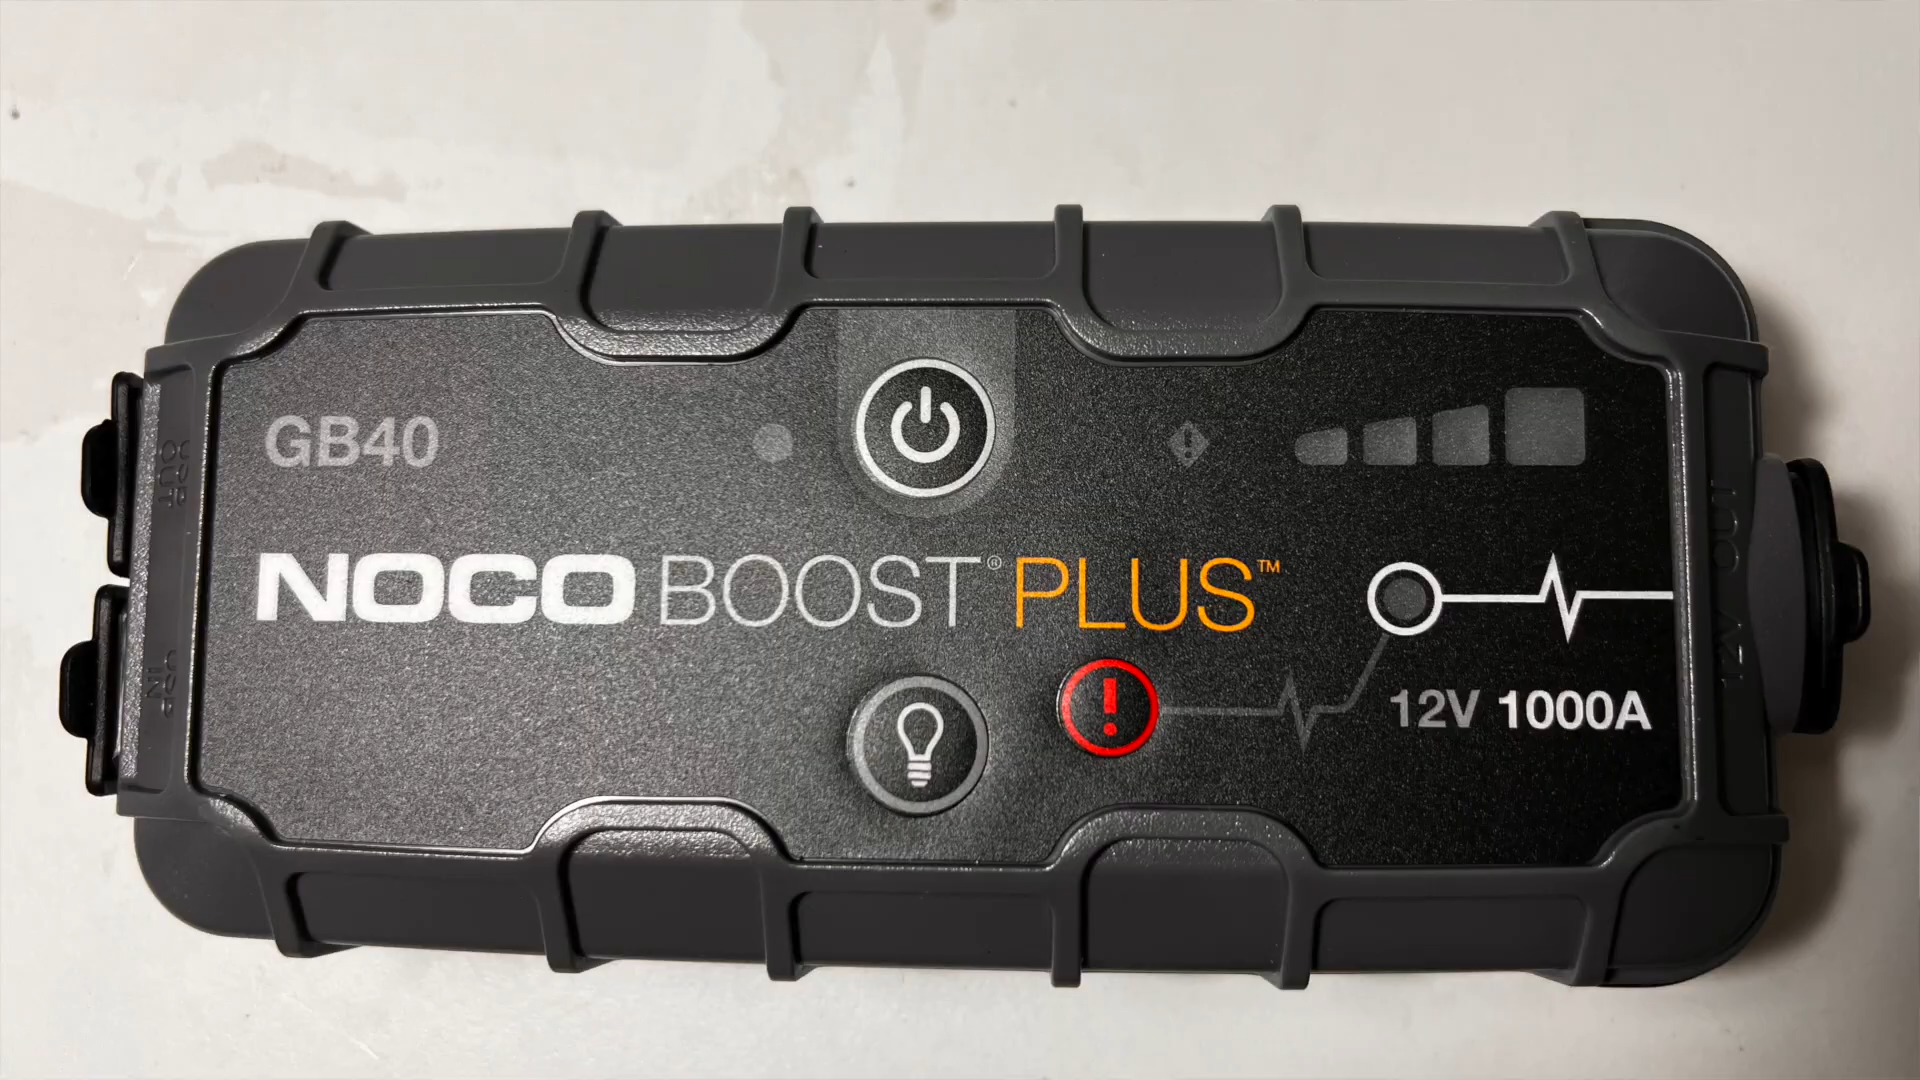 GB40
NOCO BOOST® PLUS™
12V 1000A
USB OUT
USB IN
12V OUT